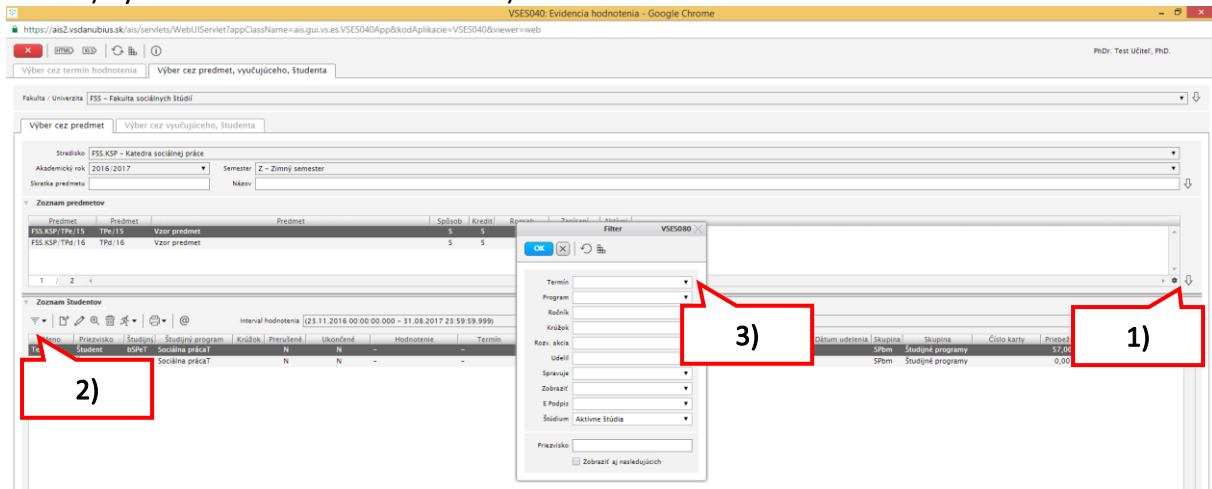 VSES040: Evidencia hodnotenia - Google Chrome
https://ais2.vsdanubius.sk/ais/servlets/WebUIServlet?appClassName=ais.gui.vs.es.VSES040App&kodAplikacie=VSES040&viewer=web
PhDr. Test Učiteľ, PhD.
Výber cez termín hodnotenia Výber cez predmet, vyučujúceho, študenta
Fakulta / Univerzita FSS – Fakulta sociálnych štúdií
Výber cez predmet Výber cez vyučujúceho, študenta
Stredisko FSS.KSP – Katedra sociálnej práce
Akademický rok 2016/2017 Semester Z – Zimný semester
Skratka predmetu Názov
Zoznam predmetov
Predmet Predmet Predmet Spôsob Kredit Rozsah Zapísaní Aktívni
FSS.KSP/TPe/15 TPe/15 Vzor predmet S 5
FSS.KSP/TPd/16 TPd/16 Vzor predmet S 5
1 / 2
Filter VSES080
OK
Termín
Program
Ročník
Krúžok
Rozv. akcia
Udelil
Spravuje
Zobraziť
E Podpis
Štúdium Aktívne štúdia
Priezvisko
Zobraziť aj nasledujúcich
Zoznam študentov
Interval hodnotenia (23.11.2016 00:00:00.000 – 31.08.2017 23:59:59.999)
Meno Priezvisko Študijný Študijný program Krúžok Prerušené Ukončené Hodnotenie Termín Dátum udelenia Skupina Skupina Číslo karty
Študent bSPeT Sociálna prácaT N N – – SPbm Študijné programy 57,00
Sociálna prácaT N N – – SPbm Študijné programy 0,00
1)
2)
3)